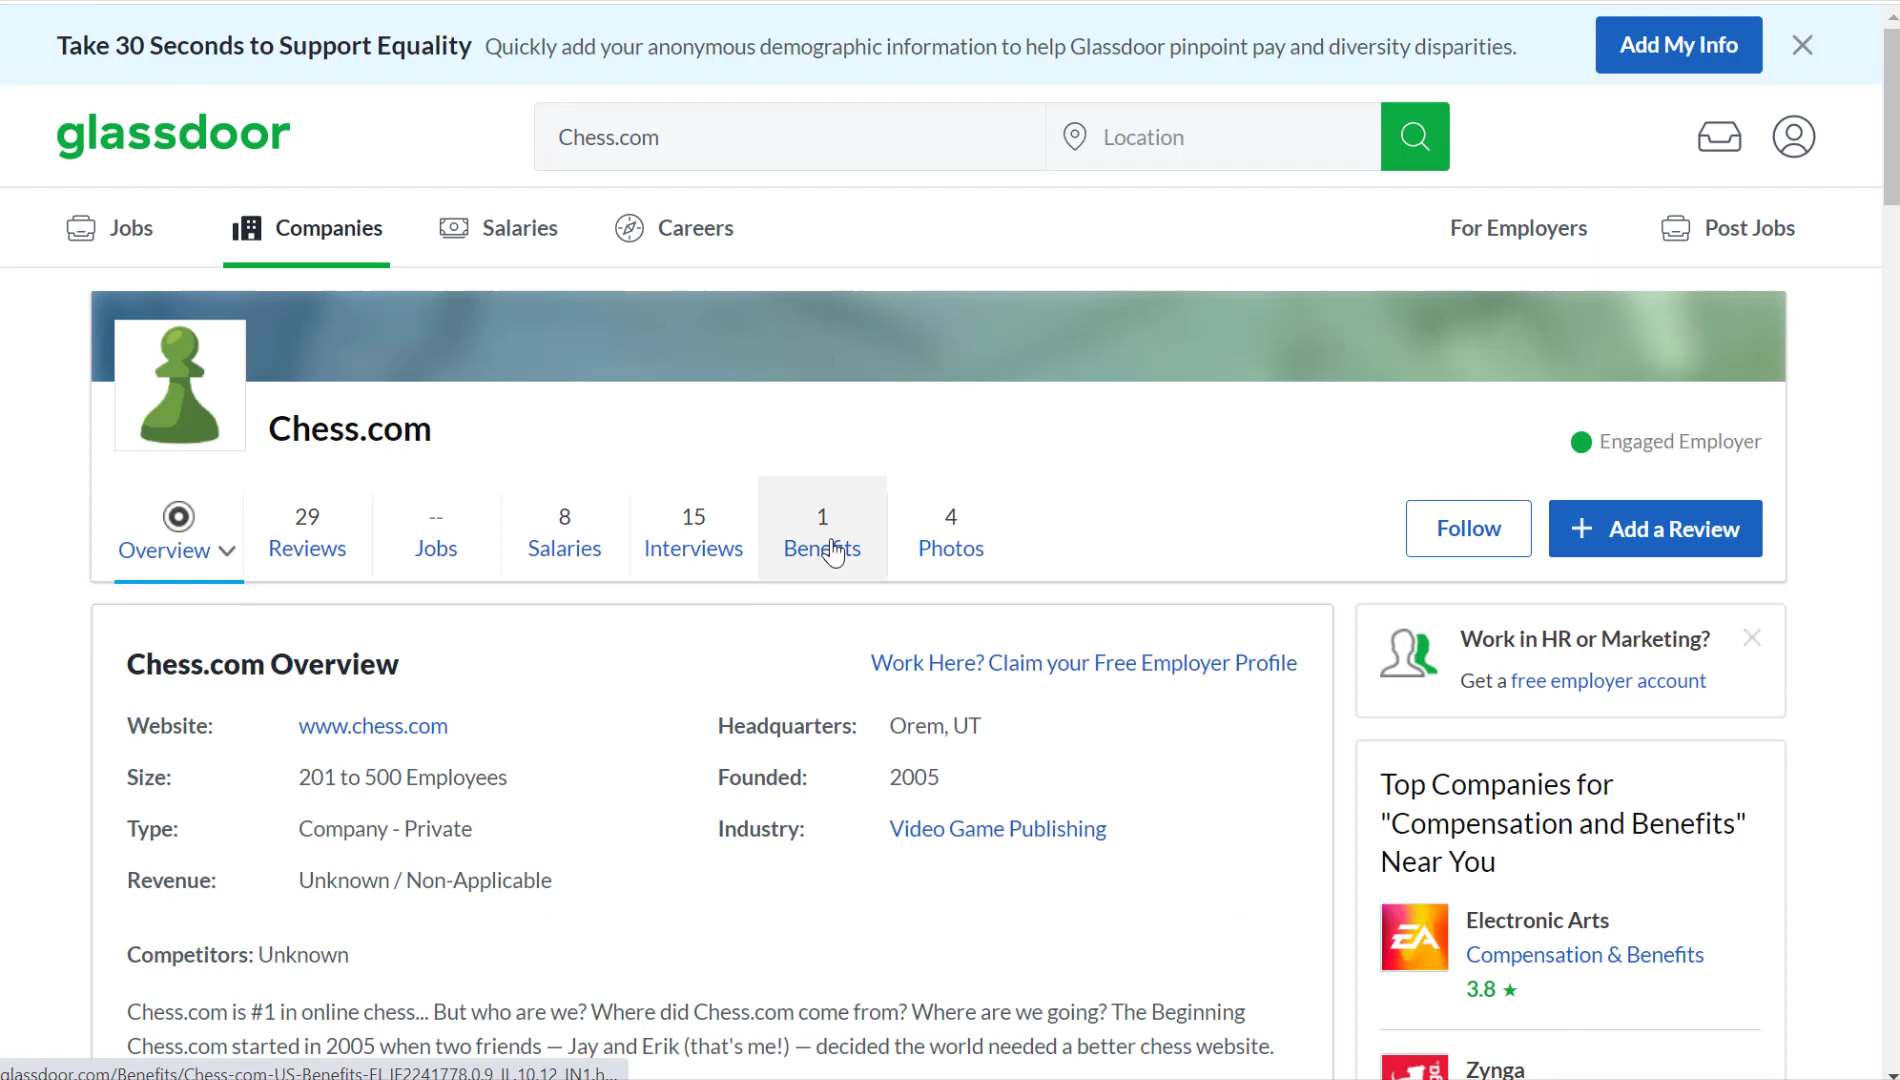 Take 30 Seconds to Support Equality Quickly add your anonymous demographic information to help Glassdoor pinpoint pay and diversity disparities. Add My Info
glassdoor Chess.com Location
Jobs Companies Salaries Careers For Employers Post Jobs
Chess.com
Engaged Employer
29 -- 8 15 1 4
Overview Reviews Jobs Salaries Interviews Benefits Photos
Follow + Add a Review
Chess.com Overview Work Here? Claim your Free Employer Profile
Website: www.chess.com Headquarters: Orem, UT
Size: 201 to 500 Employees Founded: 2005
Type: Company - Private Industry: Video Game Publishing
Revenue: Unknown / Non-Applicable
Competitors: Unknown
Chess.com is #1 in online chess... But who are we? Where did Chess.com come from? Where are we going? The Beginning
Chess.com started in 2005 when two friends — Jay and Erik (that's me!) — decided the world needed a better chess website.
Work in HR or Marketing?
Get a free employer account
Top Companies for
"Compensation and Benefits"
Near You
EA Electronic Arts
Compensation & Benefits
3.8 ★
Zynga